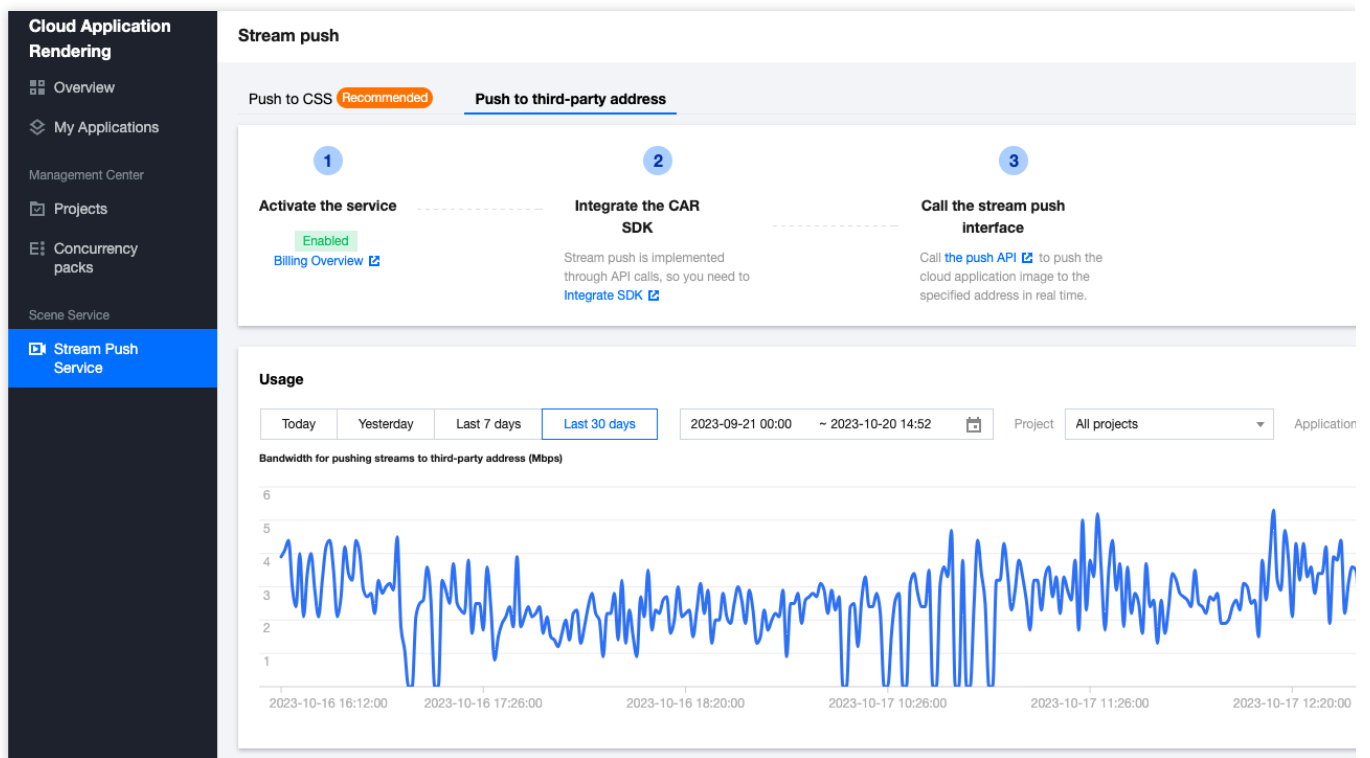 Cloud Application
Rendering
Overview
My Applications
Management Center
Projects
Concurrency
packs
Scene Service
Stream Push
Service
Stream push
Push to CSS Recommended
Push to third-party address
1
Activate the service
Enabled
Billing Overview
2
Integrate the CAR
SDK
Stream push is implemented
through API calls, so you need to
Integrate SDK
3
Call the stream push
interface
Call the push API to push the
cloud application image to the
specified address in real time.
Usage
Today Yesterday Last 7 days Last 30 days 2023-09-21 00:00 ~ 2023-10-20 14:52 Project All projects Application
Bandwidth for pushing streams to third-party address (Mbps)
6
5
4
3
2
1
2023-10-16 16:12:00 2023-10-16 17:26:00 2023-10-16 18:20:00 2023-10-17 10:26:00 2023-10-17 11:26:00 2023-10-17 12:20:00